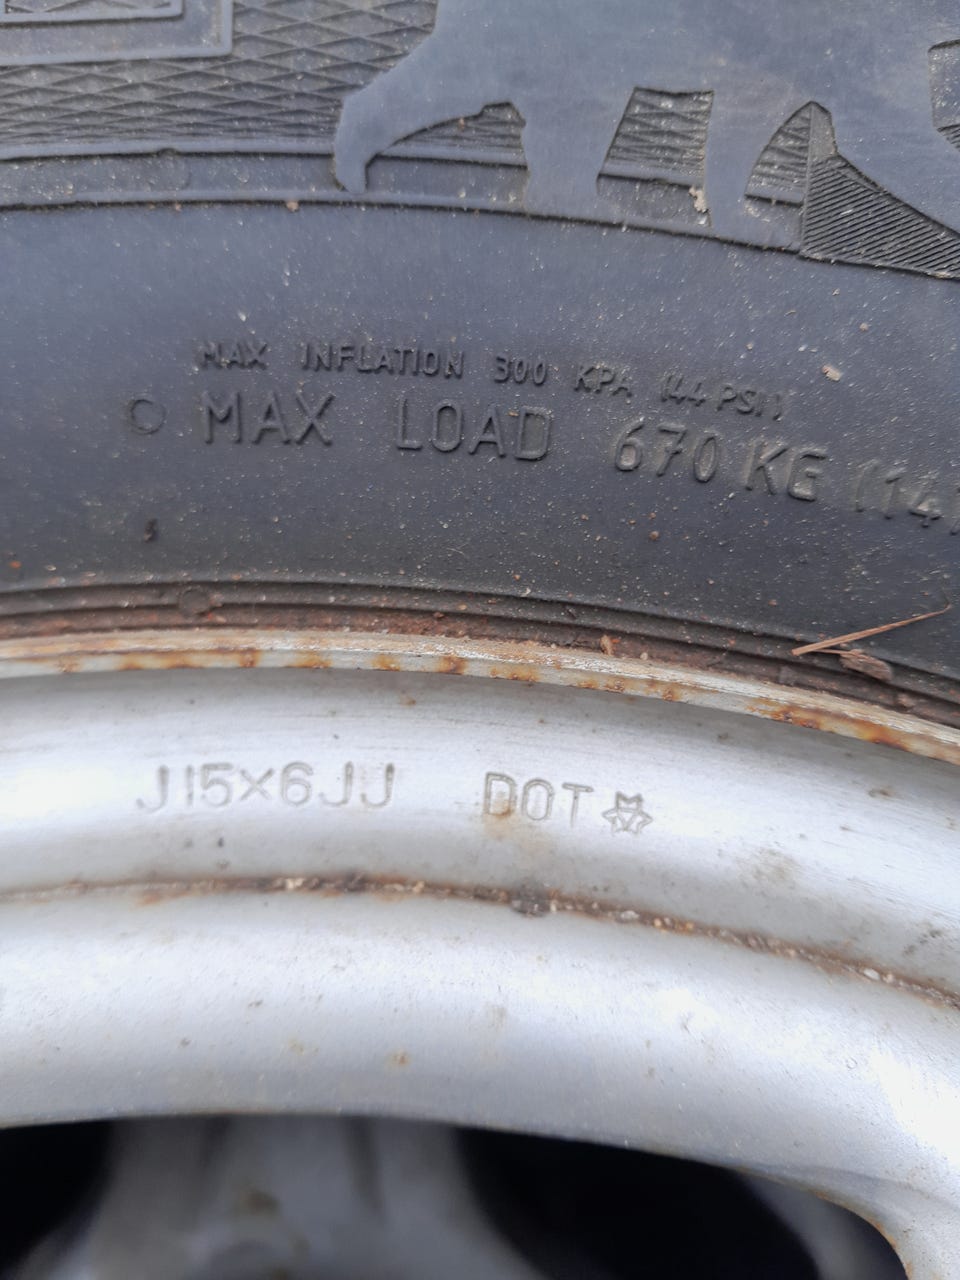 MAX INFLATION 300 KPA (44 PSI)
MAX LOAD 670 KG
J15×6JJ DOT